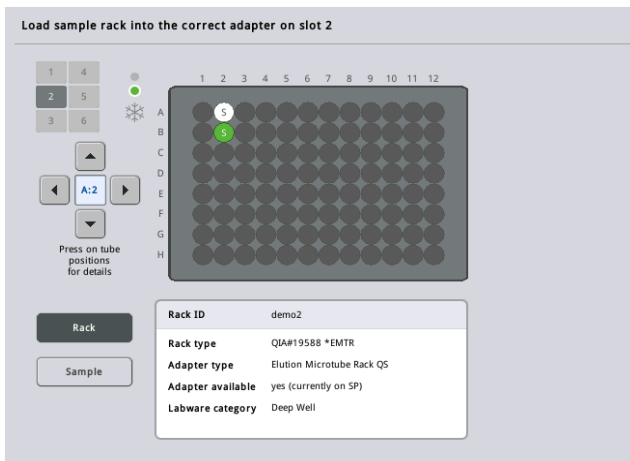 Load sample rack into the correct adapter on slot 2
1 4
2 5
3 6
1 2 3 4 5 6 7 8 9 10 11 12
A S
B S
C
D
E
F
G
H
A:2
Press on tube
positions
for details
Rack
Sample
Rack ID demo2
Rack type QIA#19588 *EMTR
Adapter type Elution Microtube Rack QS
Adapter available yes (currently on SP)
Labware category Deep Well